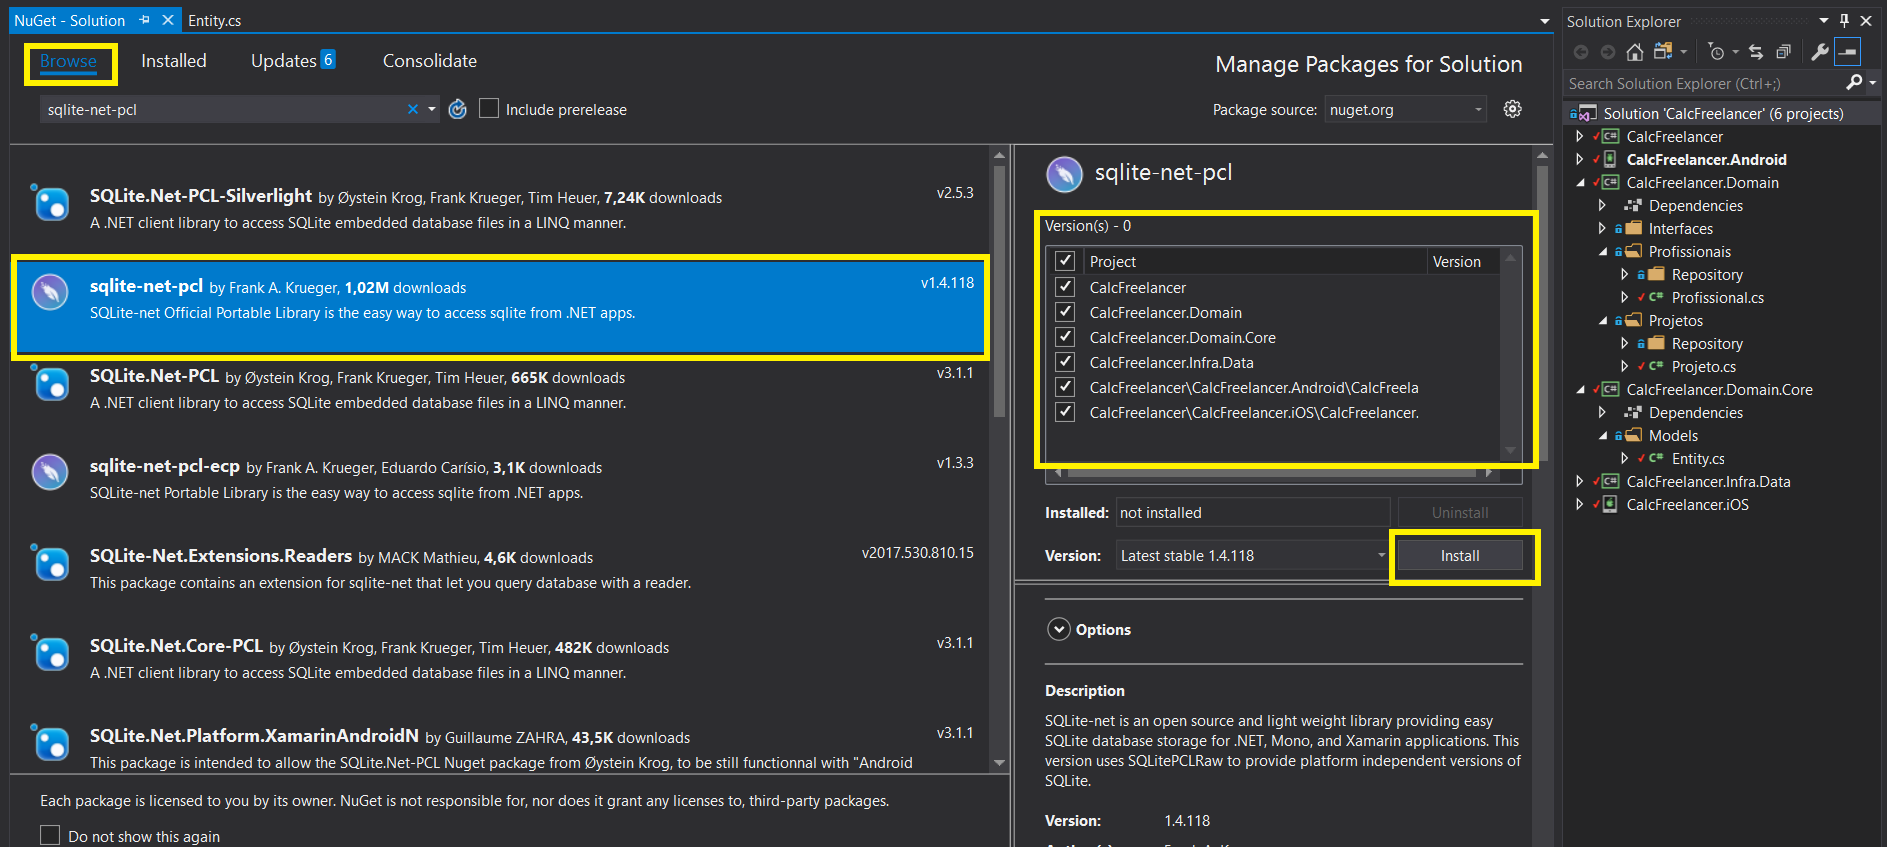 NuGet - Solution
Entity.cs
Browse
Installed
Updates 6
Consolidate
Manage Packages for Solution
sqlite-net-pcl
Include prerelease
Package source: nuget.org
SQLite.Net-PCL-Silverlight by Øystein Krog, Frank Krueger, Tim Heuer, 7,24K downloads
v2.5.3
A .NET client library to access SQLite embedded database files in a LINQ manner.
sqlite-net-pcl by Frank A. Krueger, 1,02M downloads
v1.4.118
SQLite-net Official Portable Library is the easy way to access sqlite from .NET apps.
SQLite.Net-PCL by Øystein Krog, Frank Krueger, Tim Heuer, 665K downloads
v3.1.1
A .NET client library to access SQLite embedded database files in a LINQ manner.
sqlite-net-pcl-ecp by Frank A. Krueger, Eduardo Carísio, 3,1K downloads
v1.3.3
SQLite-net Portable Library is the easy way to access sqlite from .NET apps.
SQLite-Net.Extensions.Readers by MACK Mathieu, 4,6K downloads
v2017.530.810.15
This package contains an extension for sqlite-net that let you query database with a reader.
SQLite.Net.Core-PCL by Øystein Krog, Frank Krueger, Tim Heuer, 482K downloads
v3.1.1
A .NET client library to access SQLite embedded database files in a LINQ manner.
SQLite.Net.Platform.XamarinAndroidN by Guillaume ZAHRA, 43,5K downloads
v3.1.1
This package is intended to allow the SQLite.Net-PCL Nuget package from Øystein Krog, to be still functionnal with "Android
Each package is licensed to you by its owner. NuGet is not responsible for, nor does it grant any licenses to, third-party packages.
Do not show this again
sqlite-net-pcl
Version(s) - 0
Project
Version
CalcFreelancer
CalcFreelancer.Domain
CalcFreelancer.Domain.Core
CalcFreelancer.Infra.Data
CalcFreelancer\CalcFreelancer.Android\CalcFreela
CalcFreelancer\CalcFreelancer.iOS\CalcFreelancer.
Installed: not installed
Uninstall
Version: Latest stable 1.4.118
Install
Options
Description
SQLite-net is an open source and light weight library providing easy
SQLite database storage for .NET, Mono, and Xamarin applications. This
version uses SQLitePCLRaw to provide platform independent versions of
SQLite.
Version: 1.4.118
Solution Explorer
Search Solution Explorer (Ctrl+;)
Solution 'CalcFreelancer' (6 projects)
C# CalcFreelancer
CalcFreelancer.Android
C# CalcFreelancer.Domain
Dependencies
Interfaces
Profissionais
Repository
C# Profissional.cs
Projetos
Repository
C# Projeto.cs
C# CalcFreelancer.Domain.Core
Dependencies
Models
C# Entity.cs
C# CalcFreelancer.Infra.Data
CalcFreelancer.iOS